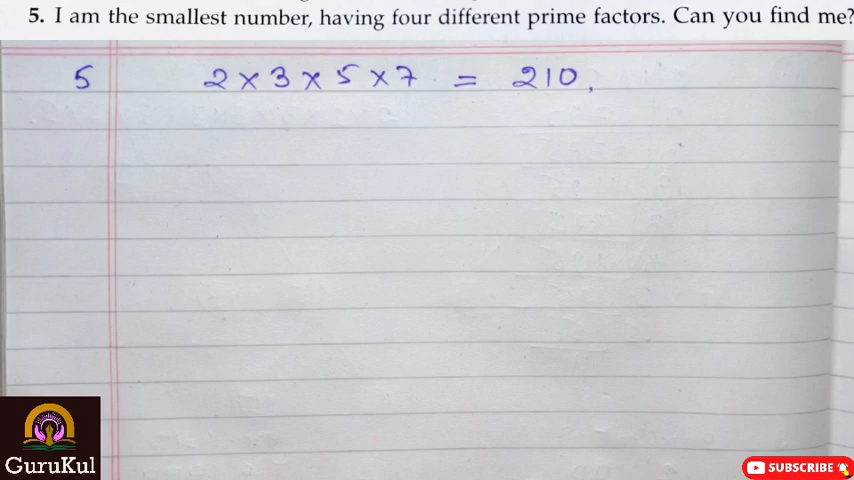 5. I am the smallest number, having four different prime factors. Can you find me?
5 2 × 3 × 5 × 7 = 210,
GuruKul
SUBSCRIBE